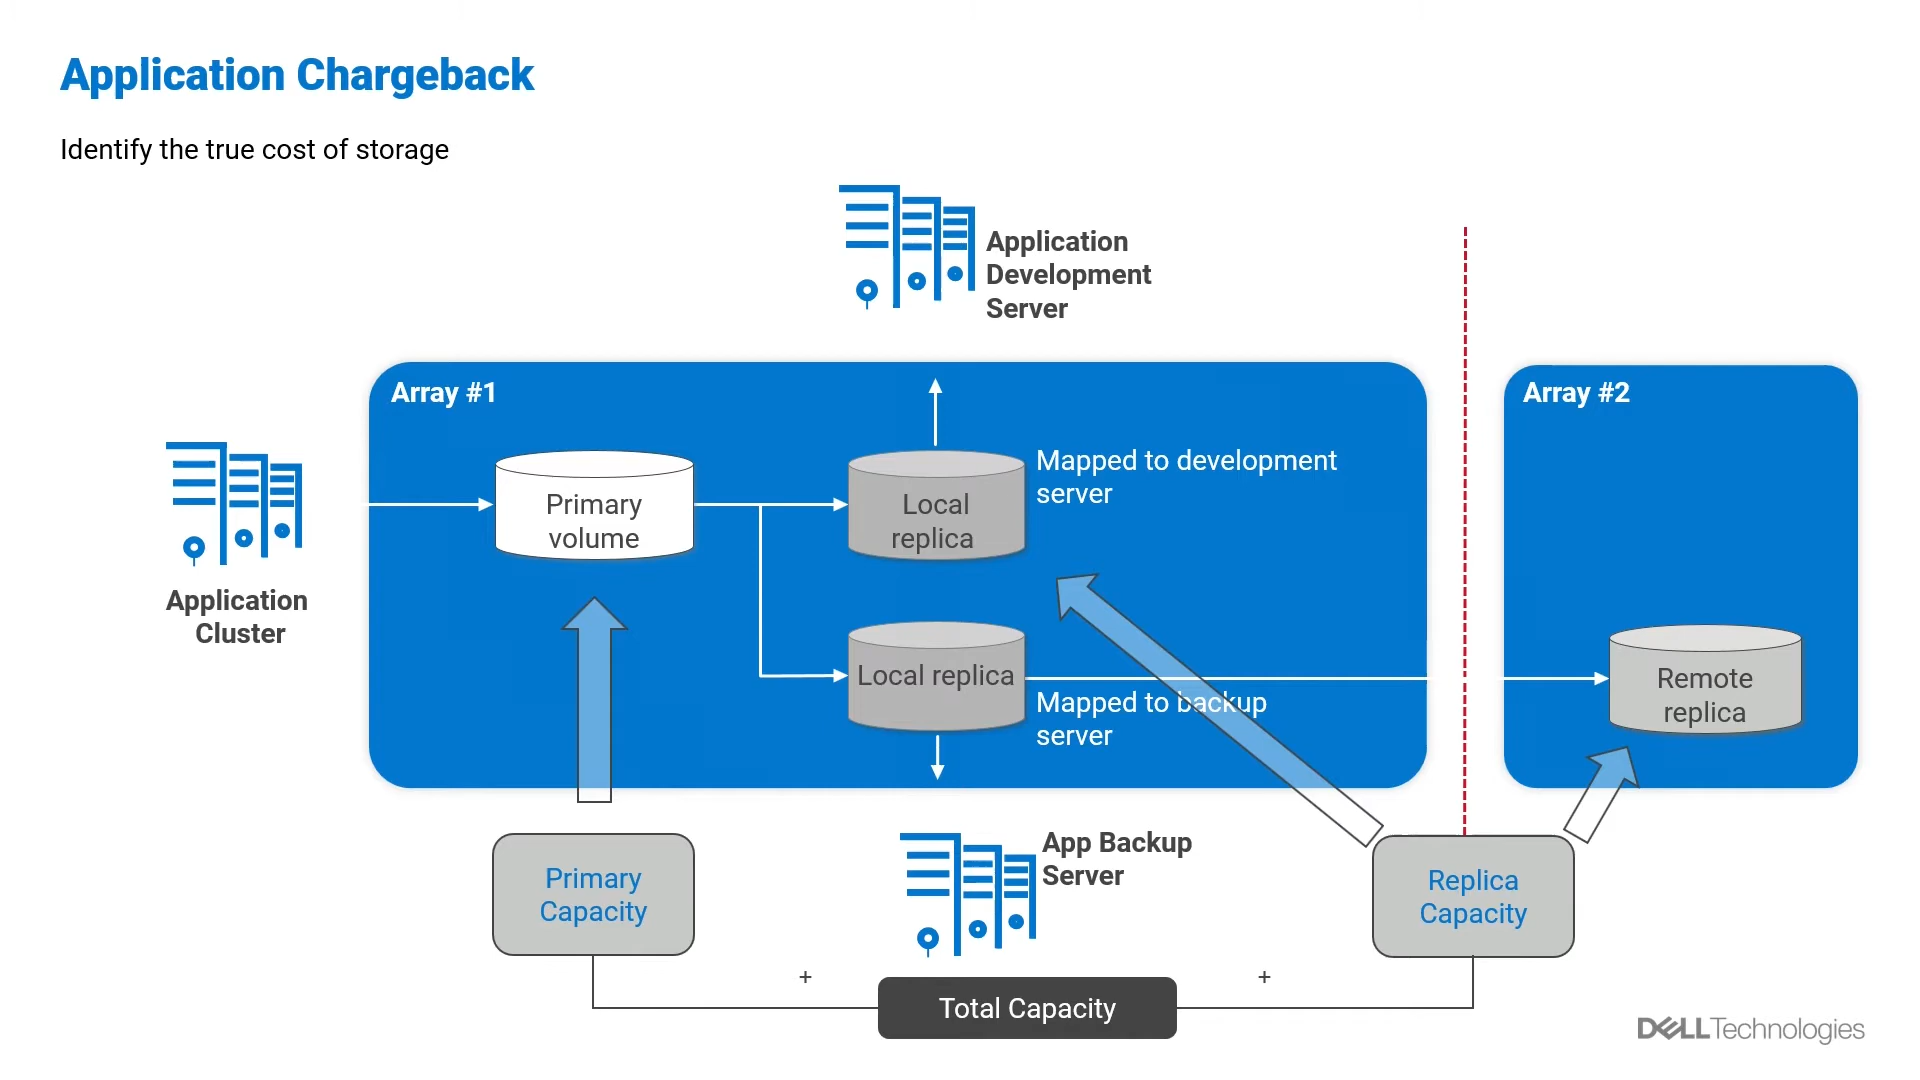 Application Chargeback
Identify the true cost of storage
Application
Development
Server
Array #1
Array #2
Primary
volume
Local
replica
Mapped to development
server
Application
Cluster
Local replica
Mapped to backup
server
Remote
replica
Primary
Capacity
App Backup
Server
Replica
Capacity
+
+
Total Capacity
DELLTechnologies